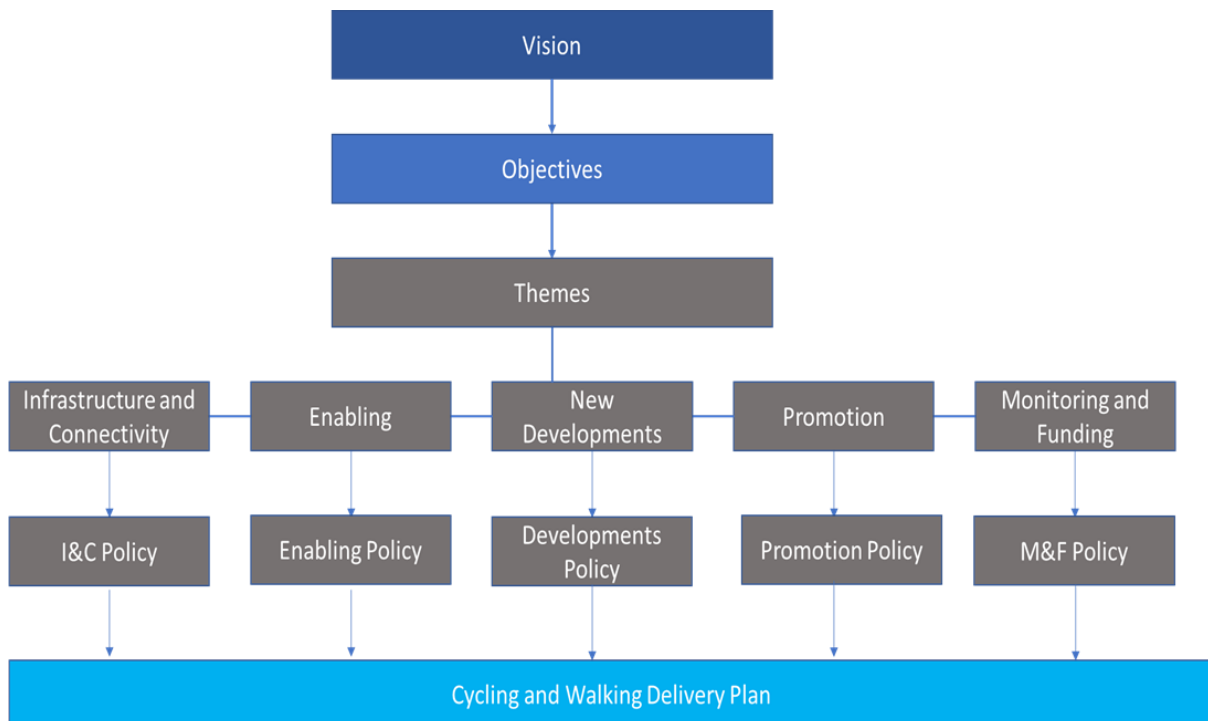 Vision
Objectives
Themes
Infrastructure and
Connectivity
Enabling
New
Developments
Promotion
Monitoring and
Funding
I&C Policy
Enabling Policy
Developments
Policy
Promotion Policy
M&F Policy
Cycling and Walking Delivery Plan